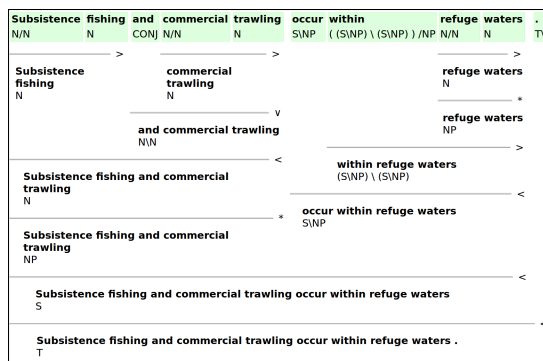 Subsistence fishing and commercial trawling occur within refuge waters .
N/N N CONJ N/N N S\NP ( (S\NP) \ (S\NP) ) /NP N/N N T\
> > >
Subsistence fishing
N
commercial trawling
N
refuge waters
N
*
refuge waters
NP
∨
and commercial trawling
N\N
>
within refuge waters
(S\NP) \ (S\NP)
<
Subsistence fishing and commercial
trawling
N
<
occur within refuge waters
S\NP
*
Subsistence fishing and commercial
trawling
NP
<
Subsistence fishing and commercial trawling occur within refuge waters
S
<
Subsistence fishing and commercial trawling occur within refuge waters .
T